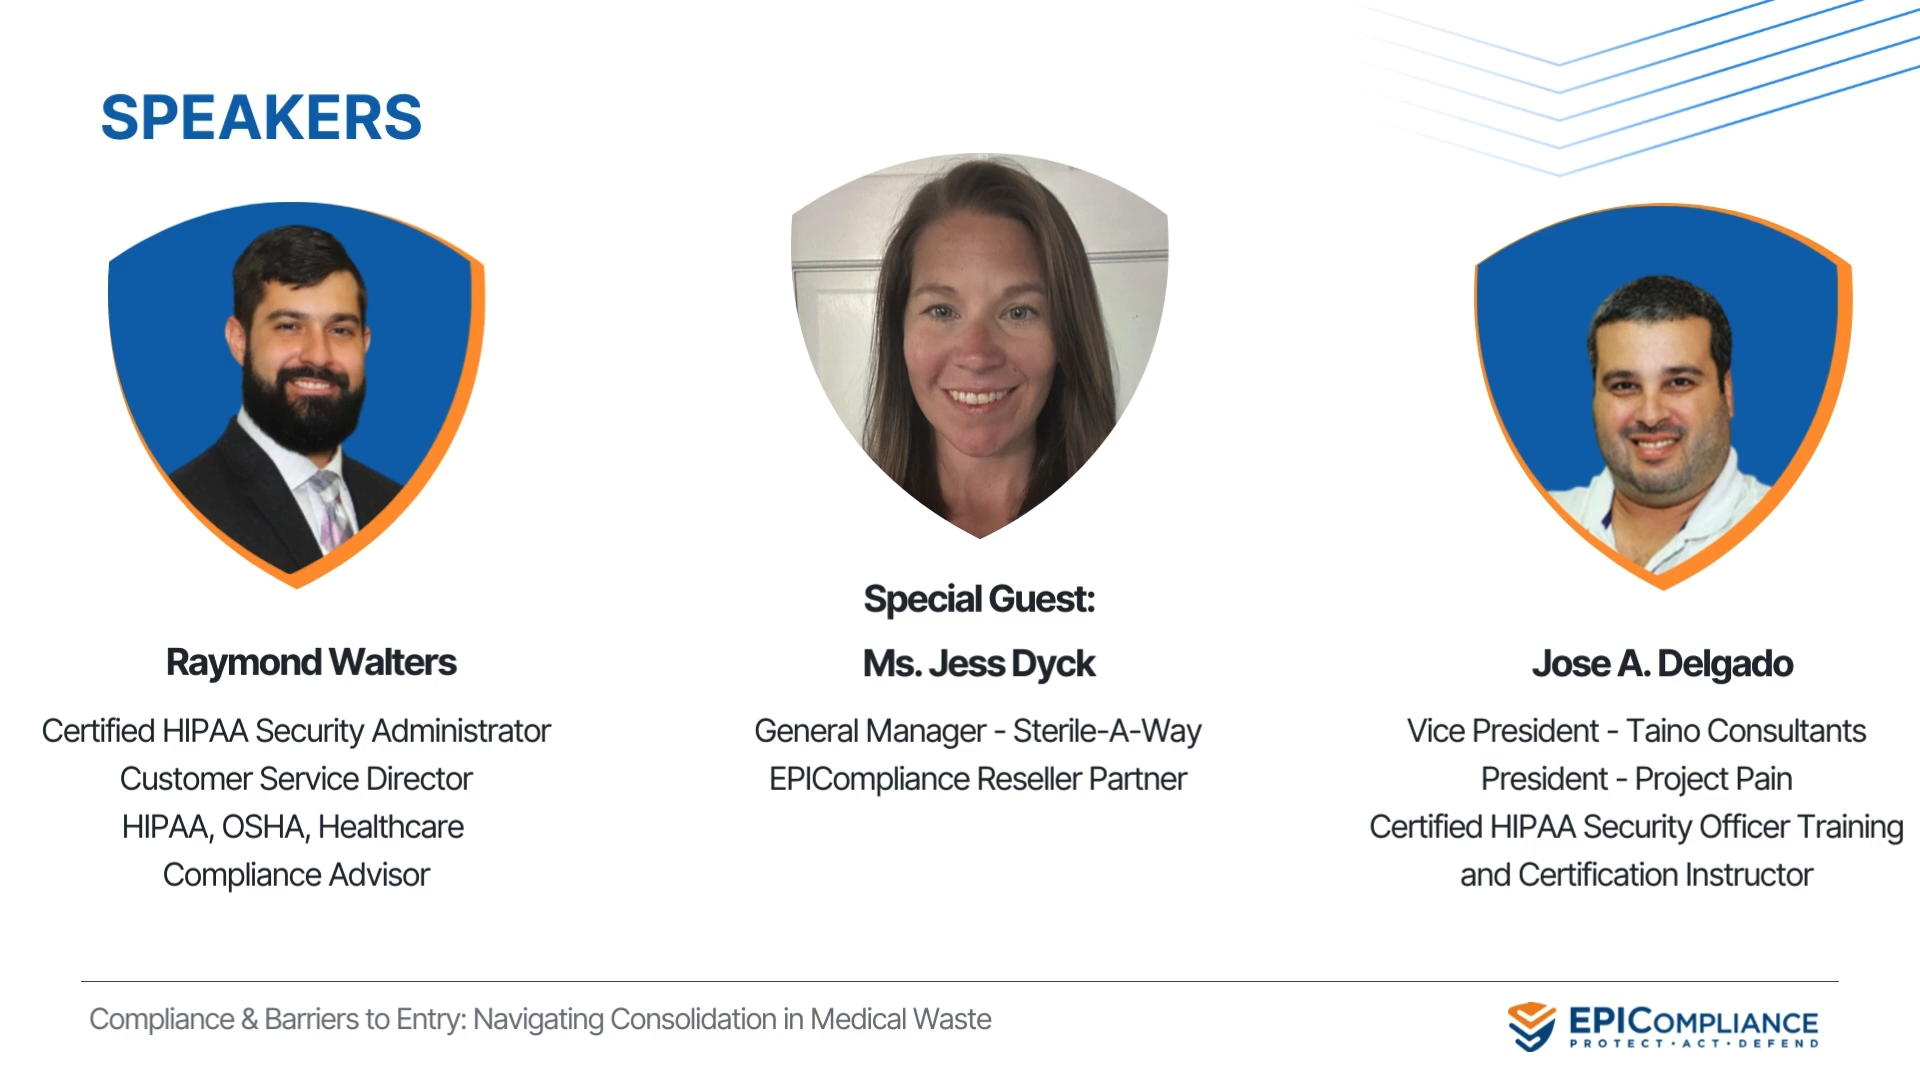 SPEAKERS
Raymond Walters
Certified HIPAA Security Administrator
Customer Service Director
HIPAA, OSHA, Healthcare
Compliance Advisor
Special Guest:
Ms. Jess Dyck
General Manager - Sterile-A-Way
EPICompliance Reseller Partner
Jose A. Delgado
Vice President - Taino Consultants
President - Project Pain
Certified HIPAA Security Officer Training
and Certification Instructor
Compliance & Barriers to Entry: Navigating Consolidation in Medical Waste
EPICOMPLIANCE
PROTECT • ACT • DEFEND